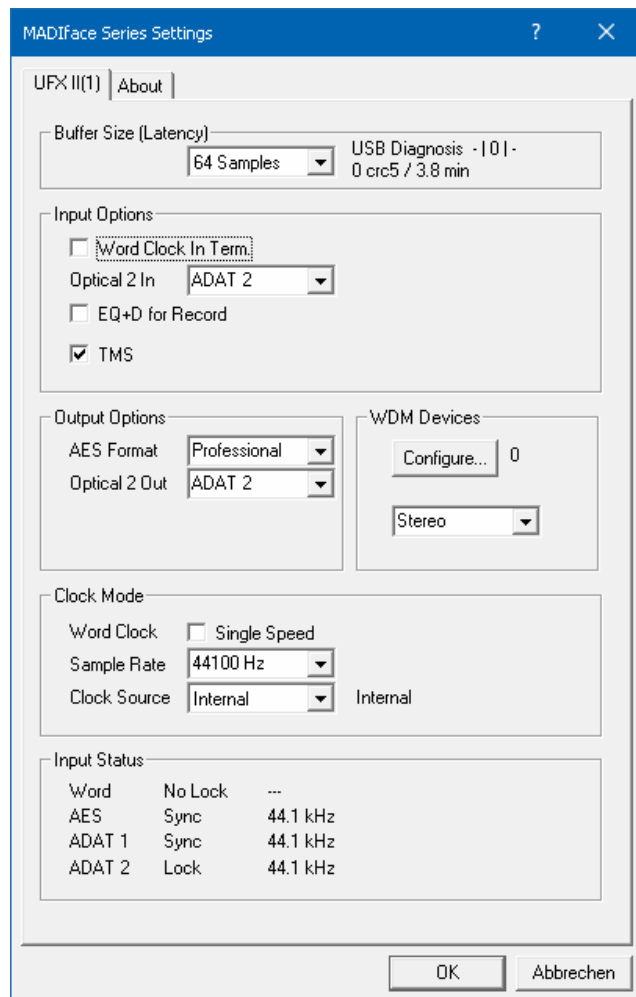 MADIface Series Settings ?
UFX II(1) About
Buffer Size (Latency)
64 Samples
USB Diagnosis - | 0 | -
0 crc5 / 3.8 min
Input Options
Word Clock In Term.
Optical 2 In ADAT 2
EQ+D for Record
TMS
Output Options
AES Format Professional
Optical 2 Out ADAT 2
WDM Devices
Configure... 0
Stereo
Clock Mode
Word Clock Single Speed
Sample Rate 44100 Hz
Clock Source Internal Internal
Input Status
Word No Lock ---
AES Sync 44.1 kHz
ADAT 1 Sync 44.1 kHz
ADAT 2 Lock 44.1 kHz
OK Abbrechen